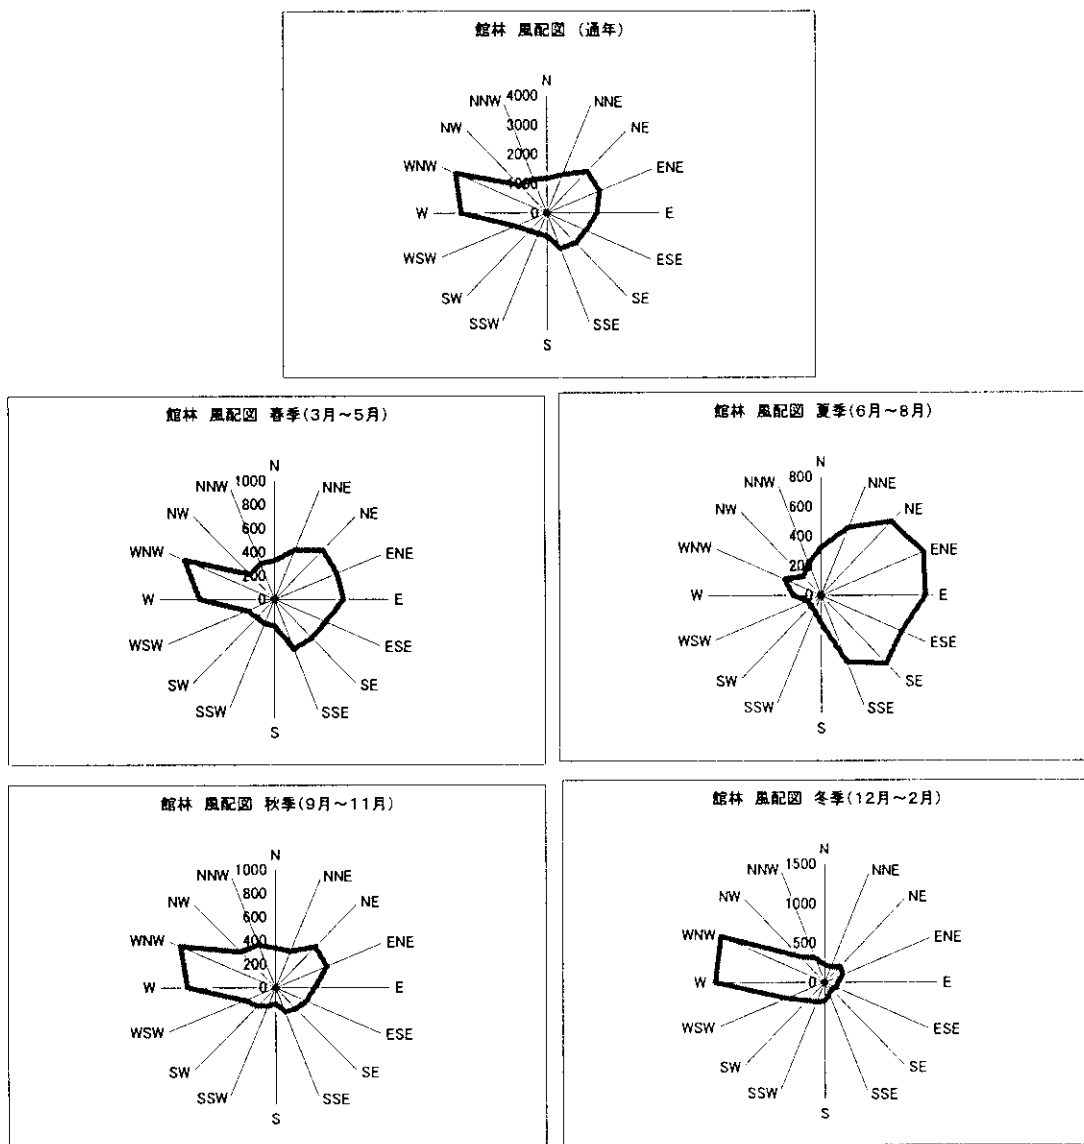 館林 風配図 (通年)
N
4000
NNW
NNE
3000
NW
NE
2000
WNW
ENE
1000
W
0
E
WSW
ESE
SW
SE
SSW
SSE
S
館林 風配図 春季(3月～5月)
N
1000
NNW
NNE
800
NW
NE
600
400
WNW
ENE
200
W
0
E
WSW
ESE
SW
SE
SSW
SSE
S
館林 風配図 夏季(6月～8月)
N
800
NNW
NNE
600
NW
NE
400
WNW
ENE
200
W
0
E
WSW
ESE
SW
SE
SSW
SSE
S
館林 風配図 秋季(9月～11月)
N
1000
NNW
NNE
800
NW
NE
600
400
WNW
ENE
200
W
0
E
WSW
ESE
SW
SE
SSW
SSE
S
館林 風配図 冬季(12月～2月)
N
1500
NNW
NNE
1000
NW
NE
500
WNW
ENE
W
0
E
WSW
ESE
SW
SE
SSW
SSE
S